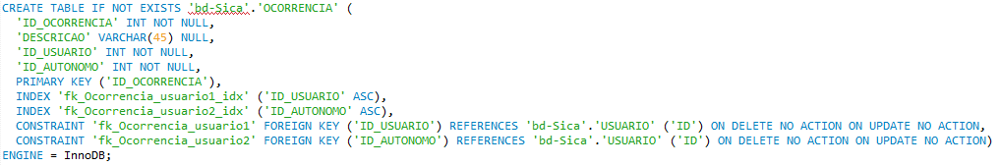 CREATE TABLE IF NOT EXISTS 'bd-Sica'.'OCORRENCIA' (
'ID_OCORRENCIA' INT NOT NULL,
'DESCRICAO' VARCHAR(45) NULL,
'ID_USUARIO' INT NOT NULL,
'ID_AUTONOMO' INT NOT NULL,
PRIMARY KEY ('ID_OCORRENCIA'),
INDEX 'fk_Ocorrencia_usuario1_idx' ('ID_USUARIO' ASC),
INDEX 'fk_Ocorrencia_usuario2_idx' ('ID_AUTONOMO' ASC),
CONSTRAINT 'fk_Ocorrencia_usuario1' FOREIGN KEY ('ID_USUARIO') REFERENCES 'bd-Sica'.'USUARIO' ('ID') ON DELETE NO ACTION ON UPDATE NO ACTION,
CONSTRAINT 'fk_Ocorrencia_usuario2' FOREIGN KEY ('ID_AUTONOMO') REFERENCES 'bd-Sica'.'USUARIO' ('ID') ON DELETE NO ACTION ON UPDATE NO ACTION)
ENGINE = InnoDB;